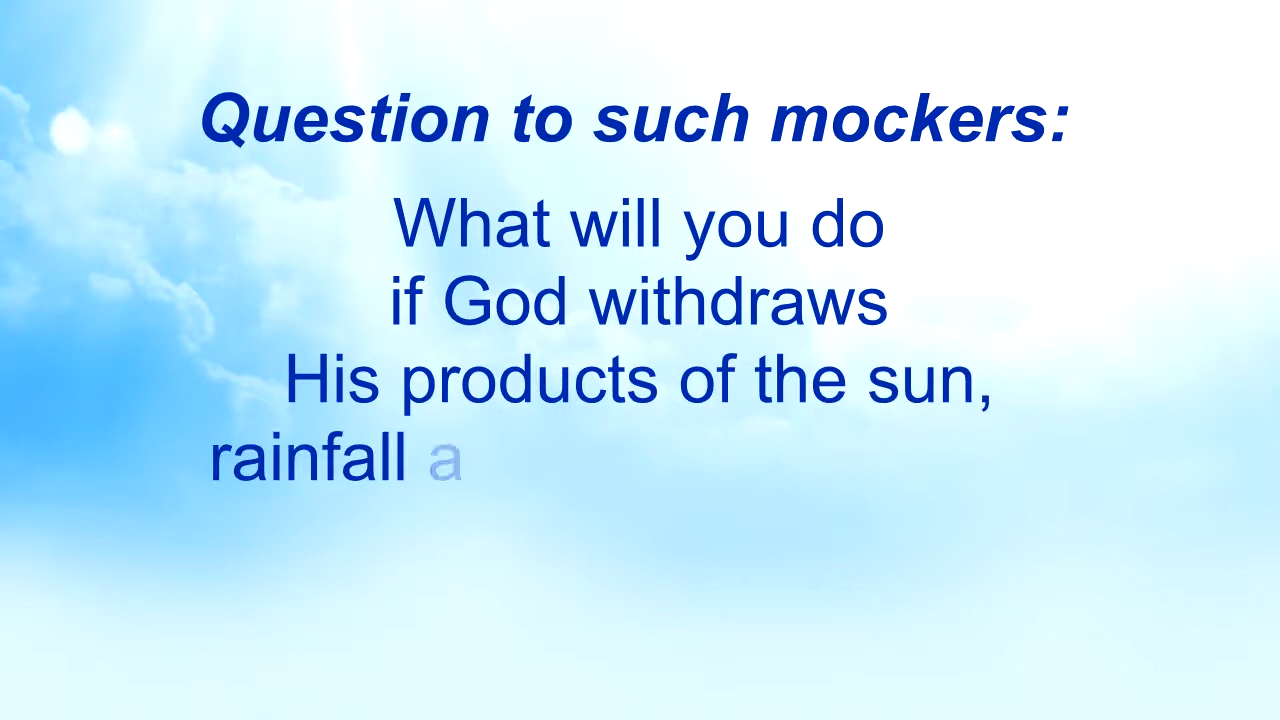 Question to such mockers:
What will you do
if God withdraws
His products of the sun,
rainfall a